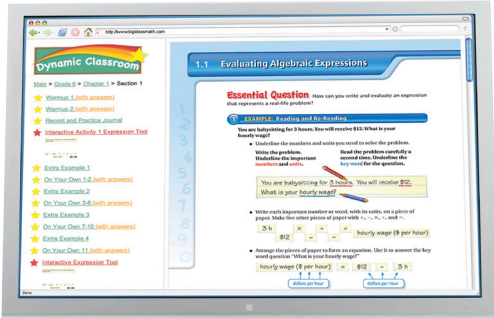 http://www.bigideasmath.com
Dynamic Classroom
Main > Grade 6 > Chapter 1 > Section 1
Warmup 1 (with answers)
Warmup 2 (with answers)
Record and Practice Journal
Interactive Activity 1 Expression Tool
Extra Example 1
On Your Own 1-2 (with answers)
Extra Example 2
On Your Own 3-6 (with answers)
Extra Example 3
On Your Own 7-10 (with answers)
Extra Example 4
On Your Own 11 (with answers)
Interactive Expression Tool
Done
1.1 Evaluating Algebraic Expressions
Essential Question How can you write and evaluate an expression
that represents a real-life problem?
1 EXAMPLE: Reading and Re-Reading
You are babysitting for 3 hours. You will receive $12. What is your
hourly wage?
• Underline the numbers and units you need to solve the problem.
Write the problem.
Underline the important
numbers and units.
Read the problem carefully a
second time. Underline the
key word for the question.
You are babysitting for 3 hours. You will receive $12.
What is your hourly wage?
• Write each important number or word, with its units, on a piece of
paper. Make five other pieces of paper with +, −, ×, ÷, and =.
3 h × + = hourly wage ($ per hour)
$12 − ÷
• Arrange the pieces of paper to form an equation. Use it to answer the key
word question "What is your hourly wage?"
hourly wage ($ per hour) = $12 ÷ 3 h
dollars per hour
dollars per hour